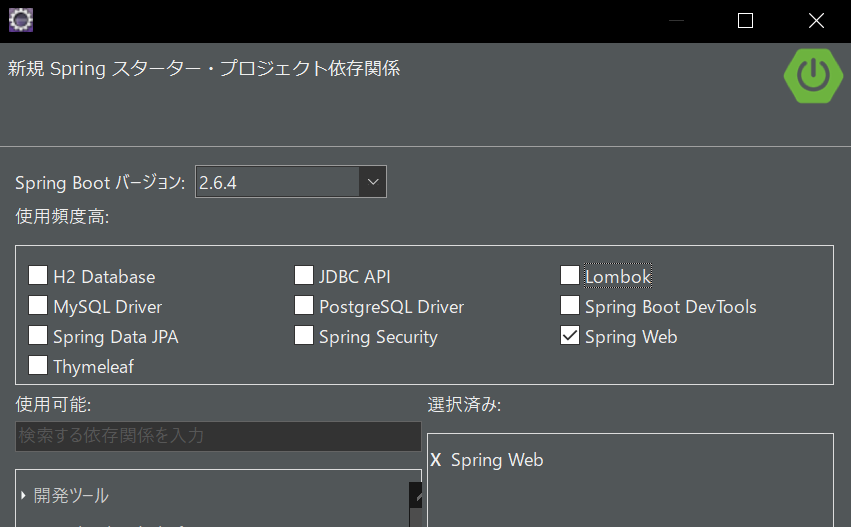 新規 Spring スターター・プロジェクト依存関係
Spring Boot バージョン: 2.6.4
使用頻度高:
H2 Database JDBC API Lombok
MySQL Driver PostgreSQL Driver Spring Boot DevTools
Spring Data JPA Spring Security Spring Web
Thymeleaf
使用可能: 選択済み:
検索する依存関係を入力
X Spring Web
開発ツール